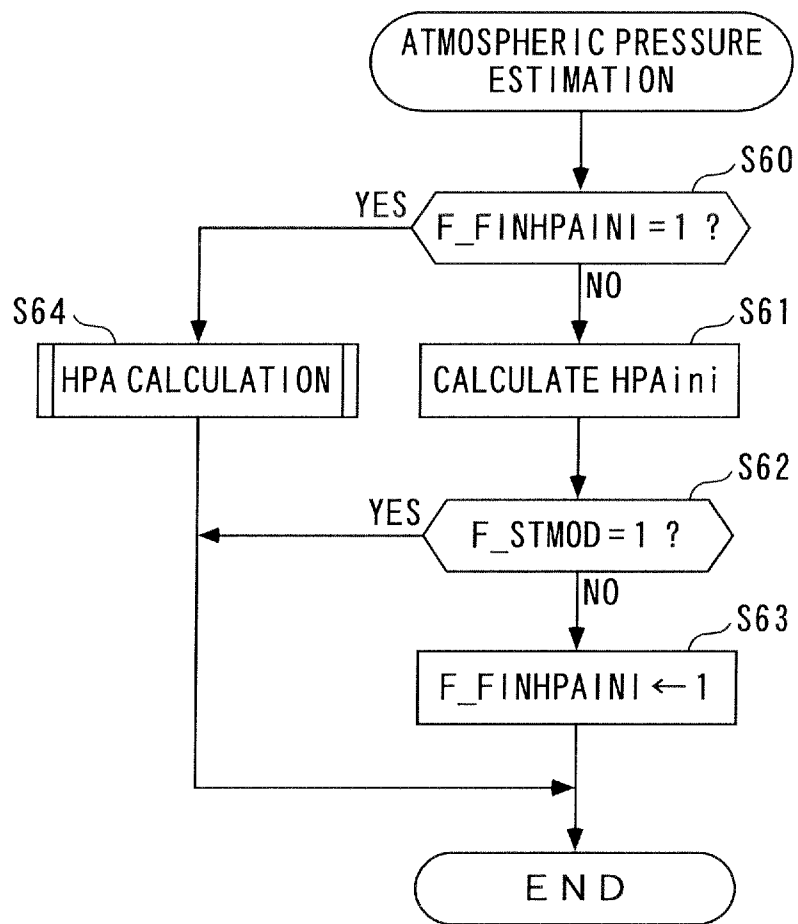 ATMOSPHERIC PRESSURE
ESTIMATION
S60
YES
F_FINHPAINI=1 ?
NO
S64
S61
HPA CALCULATION
CALCULATE HPAini
S62
YES
F_STMOD=1 ?
NO
S63
F_FINHPAINI←1
END